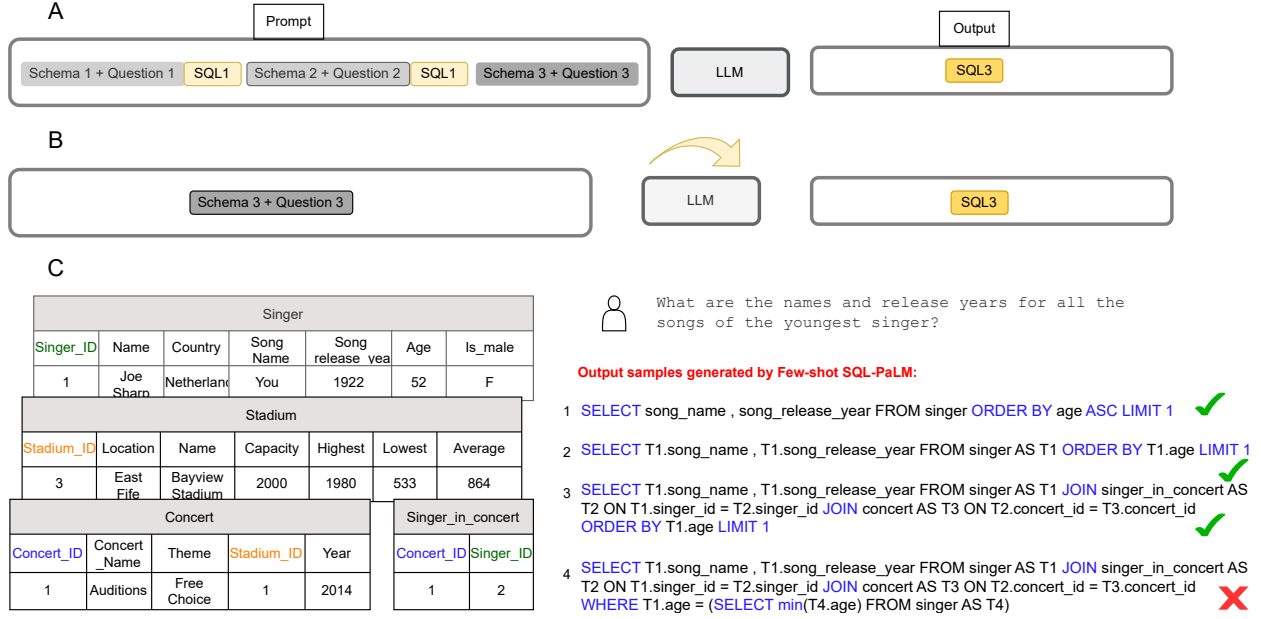 A
Prompt
Output
Schema 1 + Question 1 SQL1 Schema 2 + Question 2 SQL1 Schema 3 + Question 3
LLM
SQL3
B
Schema 3 + Question 3
LLM
SQL3
C
Singer
Singer_ID Name Country Song Name Song release_yea Age Is_male
1 Joe Sharp Netherland You 1922 52 F
Stadium
Stadium_ID Location Name Capacity Highest Lowest Average
3 East Fife Bayview Stadium 2000 1980 533 864
Concert
Concert_ID Concert _Name Theme Stadium_ID Year
1 Auditions Free Choice 1 2014
Singer_in_concert
Concert_ID Singer_ID
1 2
What are the names and release years for all the
songs of the youngest singer?
Output samples generated by Few-shot SQL-PaLM:
1 SELECT song_name , song_release_year FROM singer ORDER BY age ASC LIMIT 1
2 SELECT T1.song_name , T1.song_release_year FROM singer AS T1 ORDER BY T1.age LIMIT 1
3 SELECT T1.song_name , T1.song_release_year FROM singer AS T1 JOIN singer_in_concert AS
T2 ON T1.singer_id = T2.singer_id JOIN concert AS T3 ON T2.concert_id = T3.concert_id
ORDER BY T1.age LIMIT 1
4 SELECT T1.song_name , T1.song_release_year FROM singer AS T1 JOIN singer_in_concert AS
T2 ON T1.singer_id = T2.singer_id JOIN concert AS T3 ON T2.concert_id = T3.concert_id
WHERE T1.age = (SELECT min(T4.age) FROM singer AS T4)